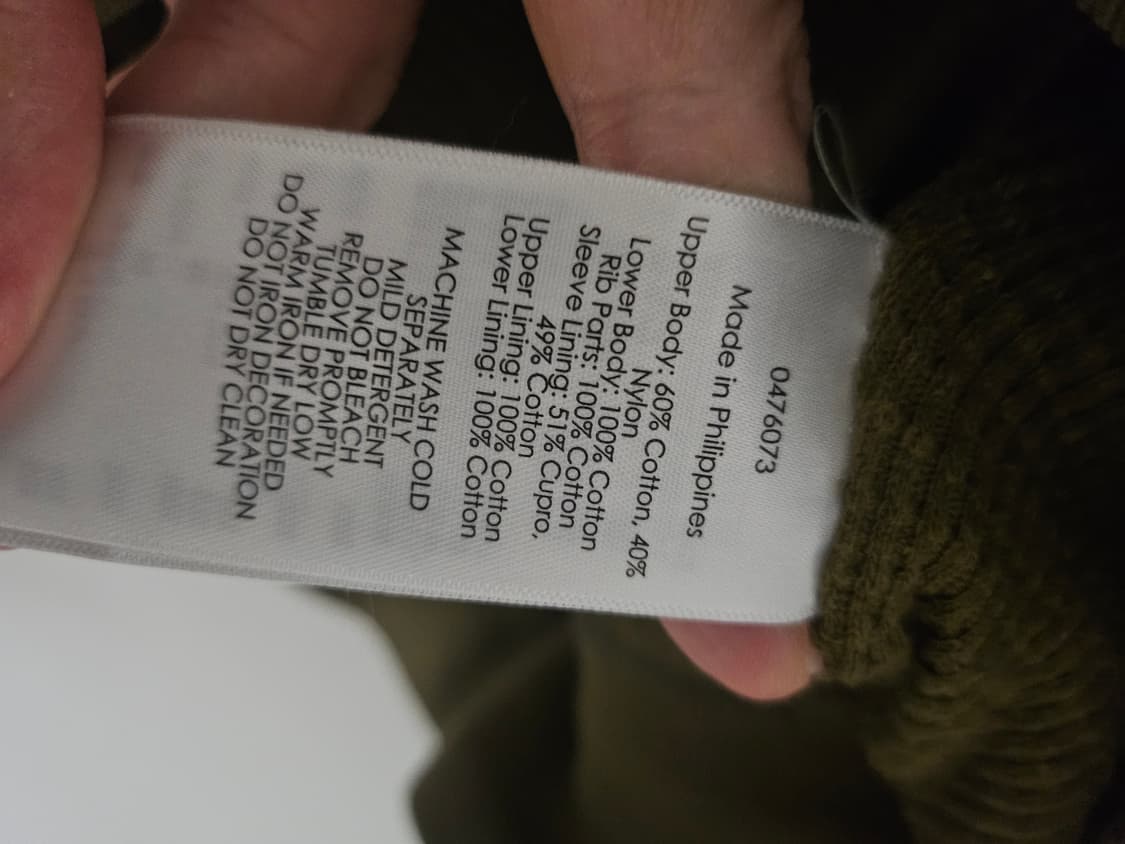 0476073
Made in Philippines
Upper Body: 60% Cotton, 40%
Nylon
Lower Body: 100% Cotton
Rib Parts: 100% Cotton
Sleeve Lining: 51% Cupro,
49% Cotton
Upper Lining: 100% Cotton
Lower Lining: 100% Cotton
MACHINE WASH COLD
SEPARATELY
MILD DETERGENT
DO NOT BLEACH
REMOVE PROMPTLY
TUMBLE DRY LOW
WARM IRON IF NEEDED
DO NOT IRON DECORATION
DO NOT DRY CLEAN